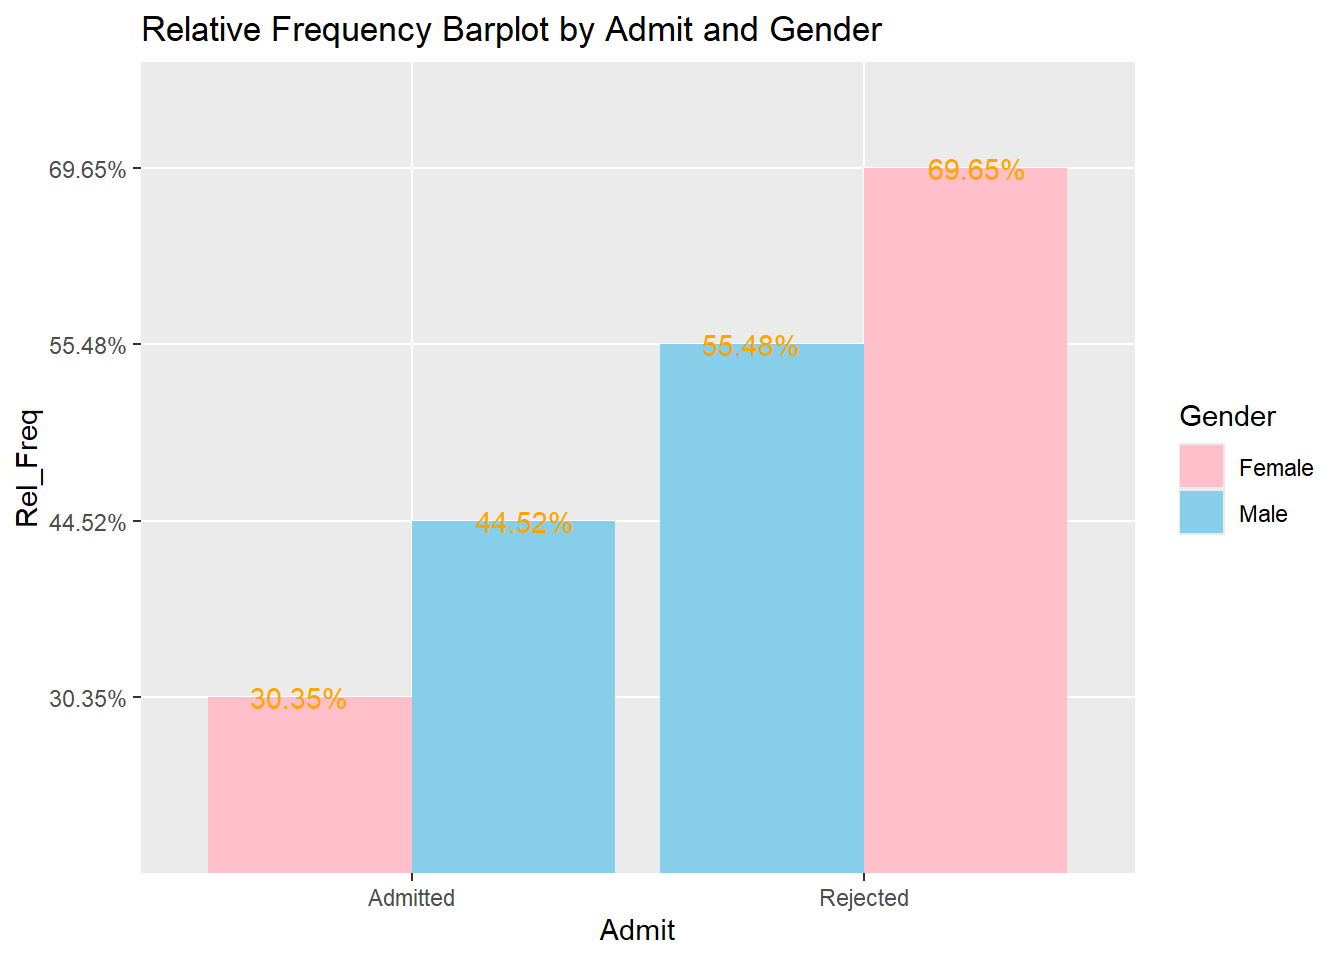 Relative Frequency Barplot by Admit and Gender
69.65%
55.48%
44.52%
30.35%
Rel_Freq
30.35%
44.52%
55.48%
69.65%
Admitted
Rejected
Admit
Gender
Female
Male